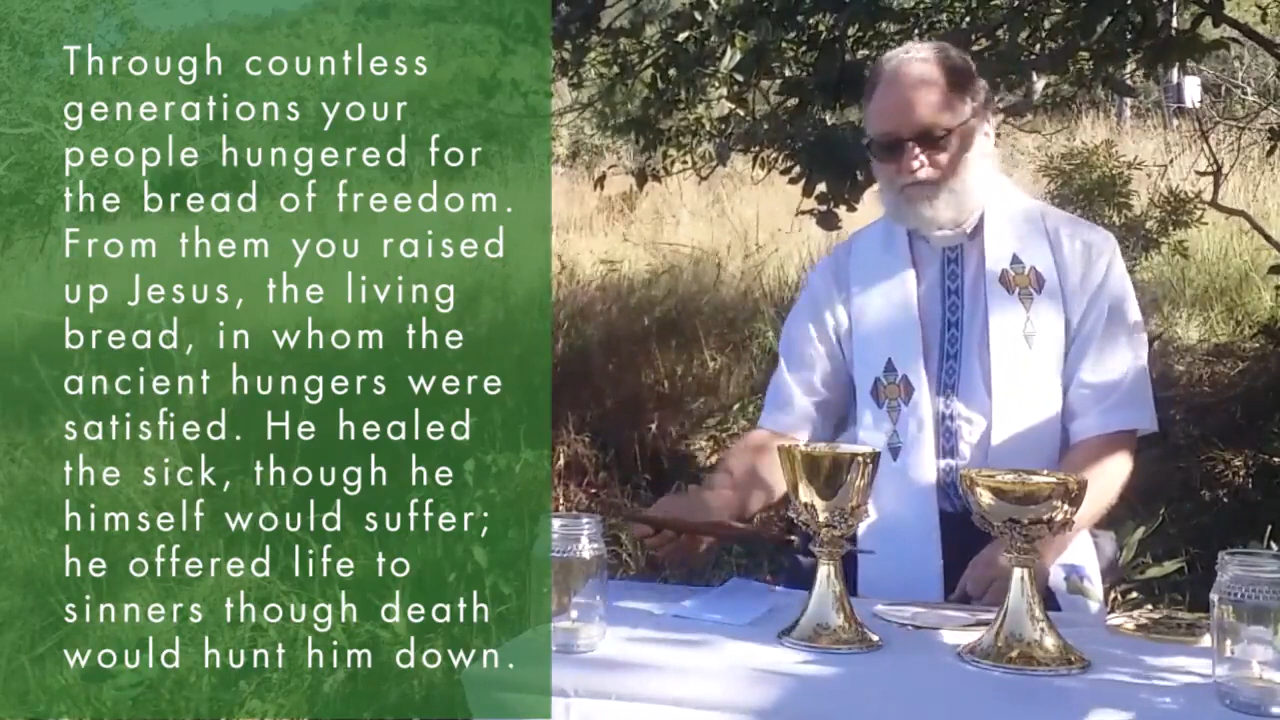 Through countless
generations your
people hungered for
the bread of freedom.
From them you raised
up Jesus, the living
bread, in whom the
ancient hungers were
satisfied. He healed
the sick, though he
himself would suffer;
he offered life to
sinners though death
would hunt him down.